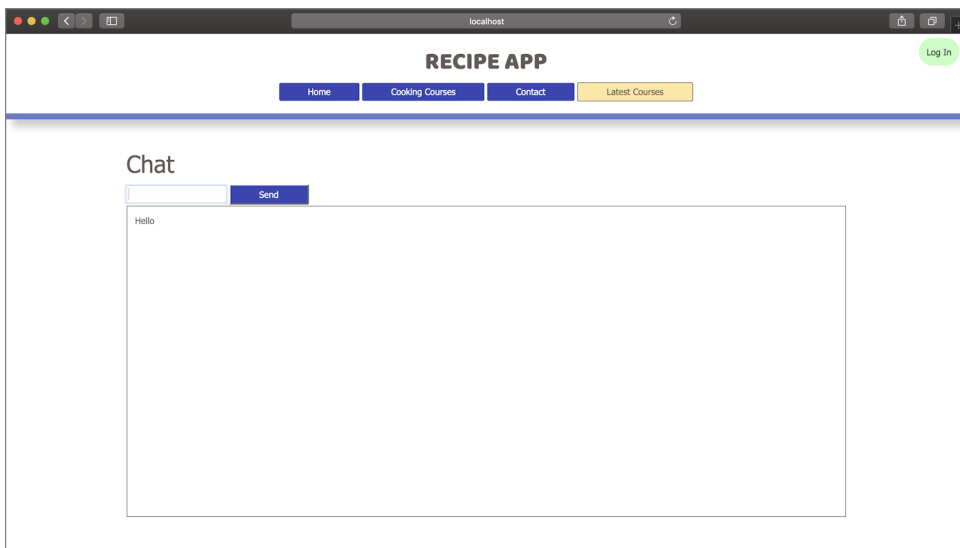 localhost
Log In
RECIPE APP
Home Cooking Courses Contact Latest Courses
Chat
Send
Hello